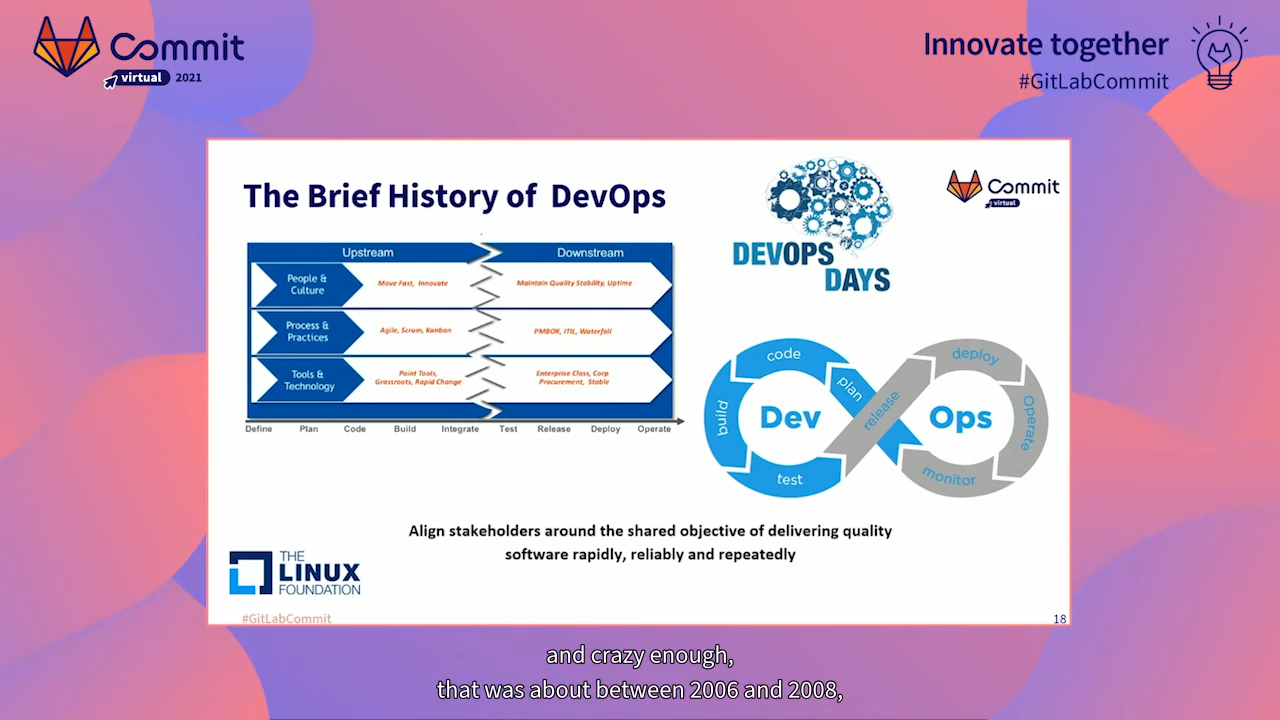 Commit
virtual 2021
Innovate together
#GitLabCommit
The Brief History of DevOps
Commit
virtual
DEVOPS
DAYS
Upstream
Downstream
People &
Culture
Move Fast, Innovate
Maintain Quality Stability, Uptime
Process &
Practices
Agile, Scrum, Kanban
PMBOK, ITIL, Waterfall
Tools &
Technology
Point Tools,
Grassroots, Rapid Change
Enterprise Class, Corp
Procurement, Stable
Define Plan Code Build Integrate Test Release Deploy Operate
code
plan
build
Dev
test
release
deploy
Ops
Operate
monitor
Align stakeholders around the shared objective of delivering quality
software rapidly, reliably and repeatedly
THE
LINUX
FOUNDATION
#GitLabCommit
18
and crazy enough,
that was about between 2006 and 2008,